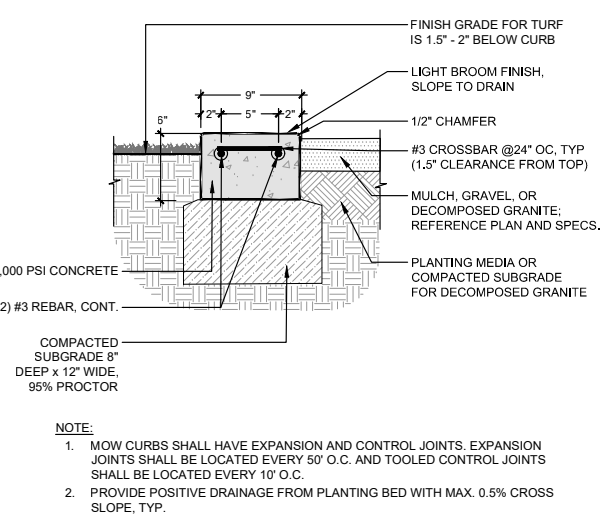 FINISH GRADE FOR TURF
IS 1.5" - 2" BELOW CURB
LIGHT BROOM FINISH,
SLOPE TO DRAIN
9"
2" 5" 2"
6"
1/2" CHAMFER
#3 CROSSBAR @24" OC, TYP
(1.5" CLEARANCE FROM TOP)
MULCH, GRAVEL, OR
DECOMPOSED GRANITE;
REFERENCE PLAN AND SPECS.
PLANTING MEDIA OR
COMPACTED SUBGRADE
FOR DECOMPOSED GRANITE
,000 PSI CONCRETE
2) #3 REBAR, CONT.
COMPACTED
SUBGRADE 8"
DEEP x 12" WIDE,
95% PROCTOR
NOTE:
1. MOW CURBS SHALL HAVE EXPANSION AND CONTROL JOINTS. EXPANSION
JOINTS SHALL BE LOCATED EVERY 50' O.C. AND TOOLED CONTROL JOINTS
SHALL BE LOCATED EVERY 10' O.C.
2. PROVIDE POSITIVE DRAINAGE FROM PLANTING BED WITH MAX. 0.5% CROSS
SLOPE, TYP.